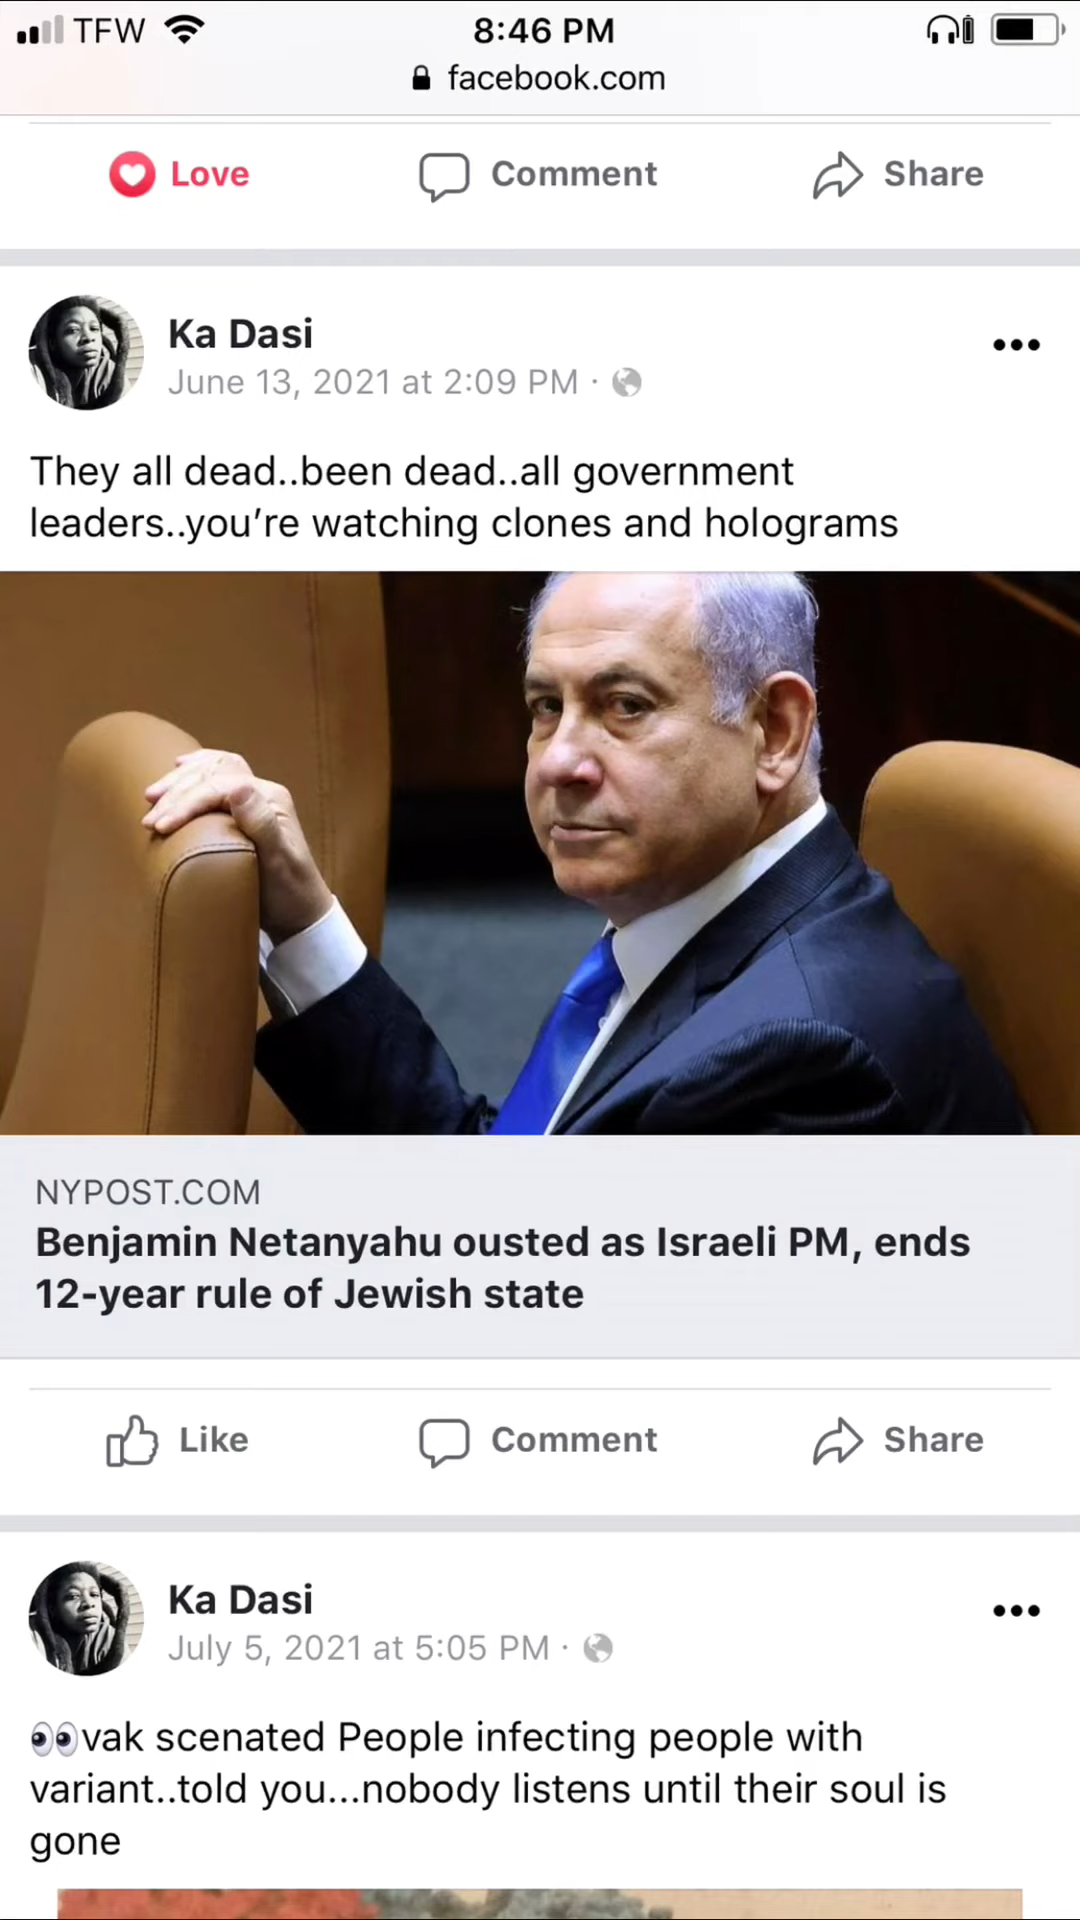 TFW 8:46 PM
facebook.com
Love Comment Share
Ka Dasi
June 13, 2021 at 2:09 PM ·
They all dead..been dead..all government
leaders..you’re watching clones and holograms
NYPOST.COM
Benjamin Netanyahu ousted as Israeli PM, ends
12-year rule of Jewish state
Like Comment Share
Ka Dasi
July 5, 2021 at 5:05 PM ·
👀vak scenated People infecting people with
variant..told you...nobody listens until their soul is
gone